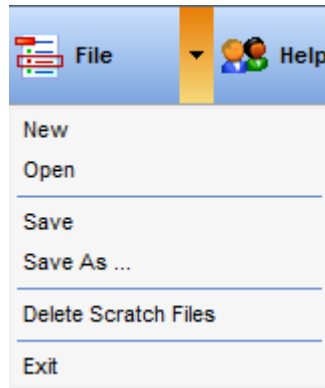 File Help
New
Open
Save
Save As ...
Delete Scratch Files
Exit